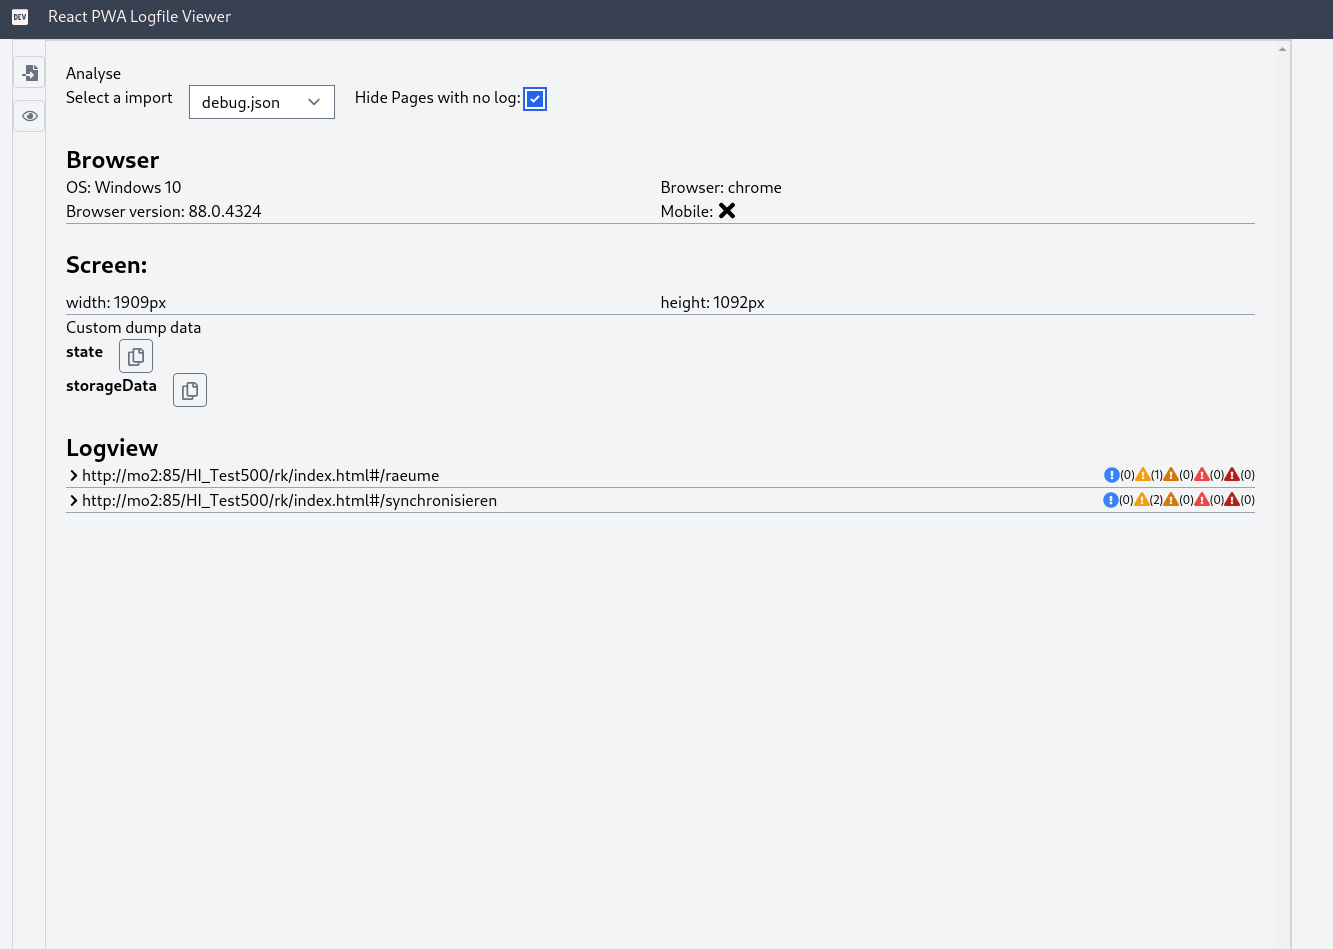 DEV React PWA Logfile Viewer
Analyse
Select a import debug.json Hide Pages with no log:
Browser
OS: Windows 10 Browser: chrome
Browser version: 88.0.4324 Mobile:
Screen:
width: 1909px height: 1092px
Custom dump data
state
storageData
Logview
http://mo2:85/HI_Test500/rk/index.html#/raeume (0) (1) (0) (0) (0)
http://mo2:85/HI_Test500/rk/index.html#/synchronisieren (0) (2) (0) (0) (0)